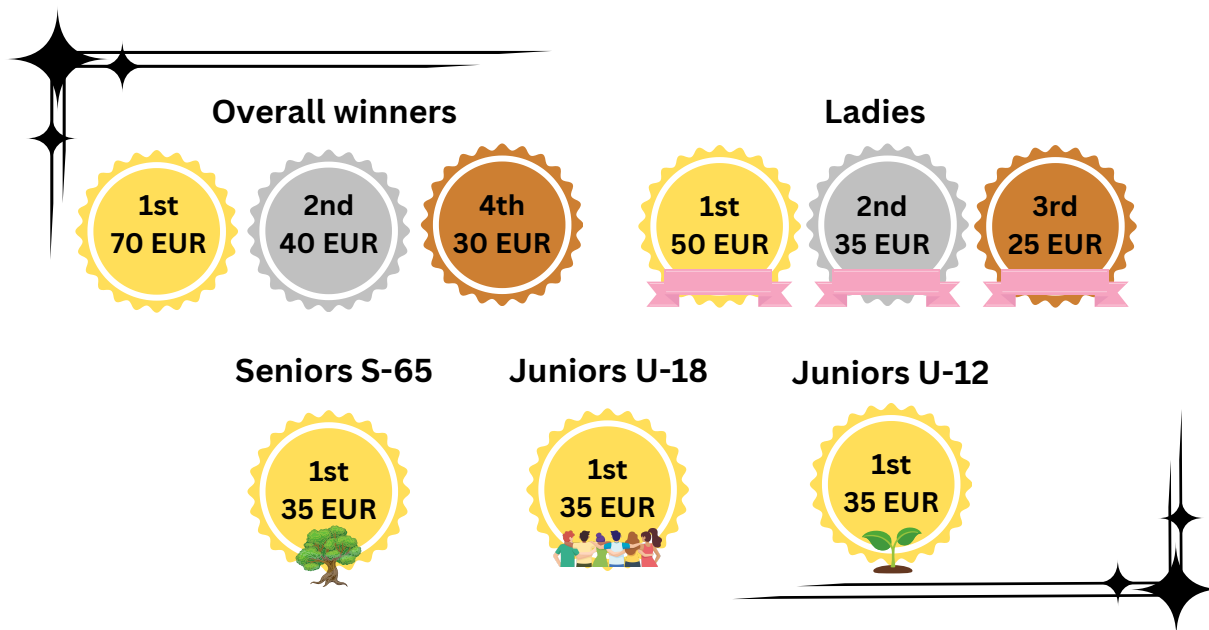 Overall winners
1st
70 EUR
2nd
40 EUR
4th
30 EUR
Ladies
1st
50 EUR
2nd
35 EUR
3rd
25 EUR
Seniors S-65
1st
35 EUR
Juniors U-18
1st
35 EUR
Juniors U-12
1st
35 EUR